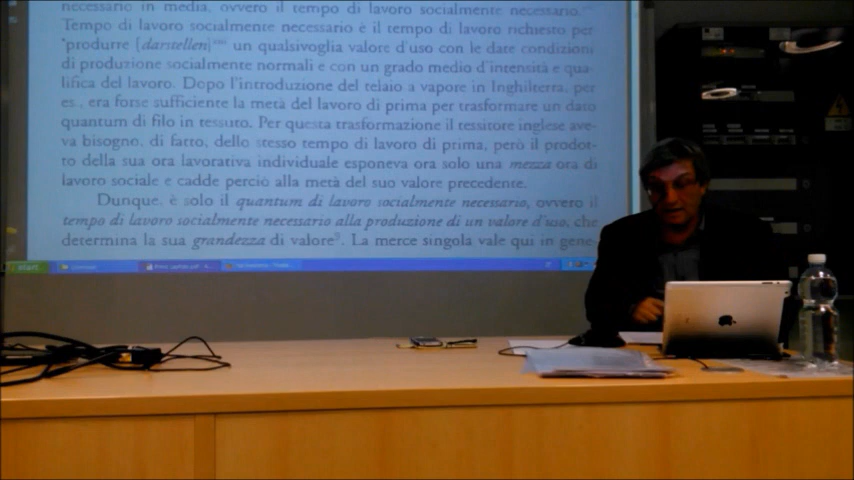 necessario in media, ovvero il tempo di lavoro socialmente necessario.
Tempo di lavoro socialmente necessario è il tempo di lavoro richiesto per
produrre [darstellen] un qualsivoglia valore d'uso con le date condizioni
di produzione socialmente normali e con un grado medio d'intensità e qua-
lifica del lavoro. Dopo l'introduzione del telaio a vapore in Inghilterra, per
es., era forse sufficiente la metà del lavoro di prima per trasformare un dato
quantum di filo in tessuto. Per questa trasformazione il tessitore inglese ave-
va bisogno, di fatto, dello stesso tempo di lavoro di prima, però il prodot-
to della sua ora lavorativa individuale esponeva ora solo una mezza ora di
lavoro sociale e cadde perciò alla metà del suo valore precedente.
Dunque, è solo il quantum di lavoro socialmente necessario, ovvero il
tempo di lavoro socialmente necessario alla produzione di un valore d'uso, che
determina la sua grandezza di valore⁹. La merce singola vale qui in gene-
start